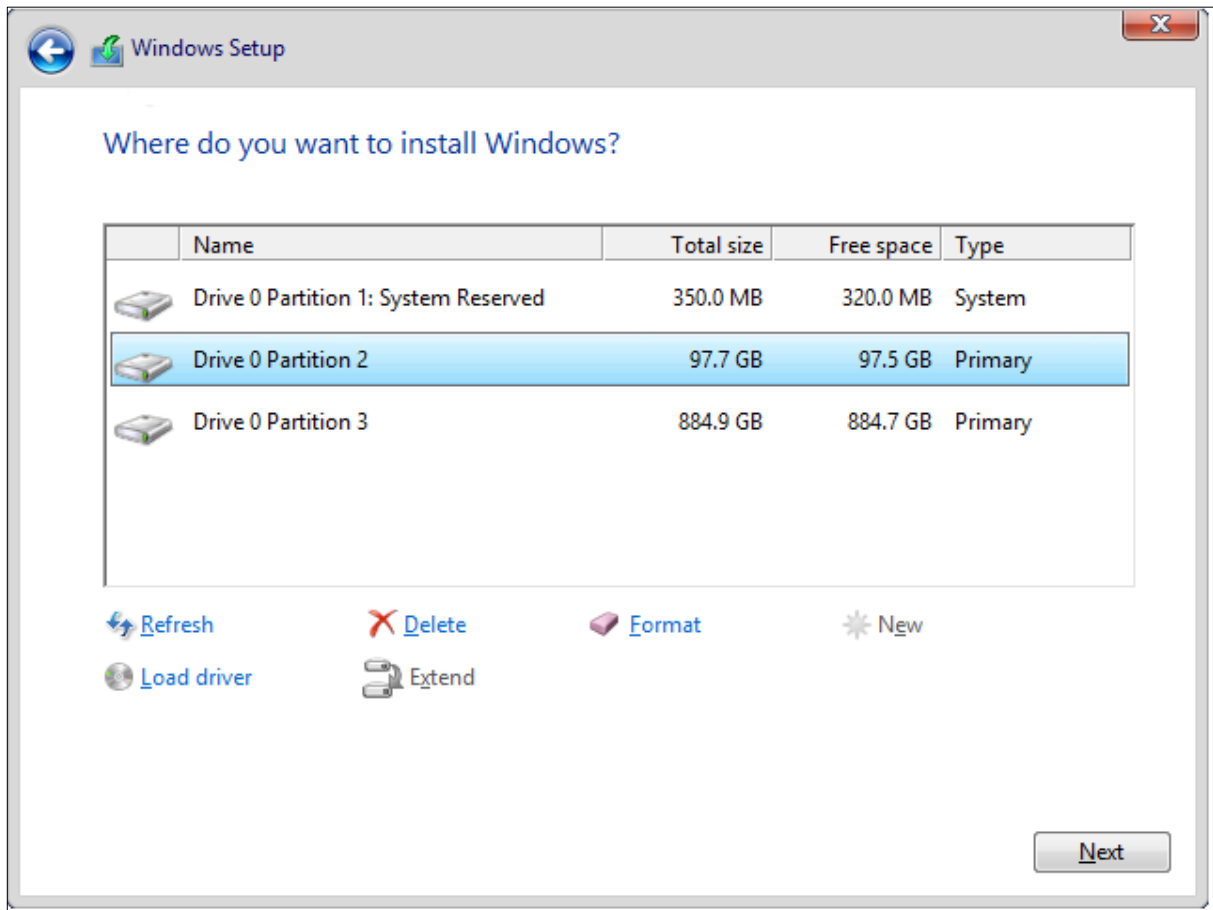 Windows Setup
Where do you want to install Windows?
Name Total size Free space Type
Drive 0 Partition 1: System Reserved 350.0 MB 320.0 MB System
Drive 0 Partition 2 97.7 GB 97.5 GB Primary
Drive 0 Partition 3 884.9 GB 884.7 GB Primary
Refresh Delete Format New
Load driver Extend
Next